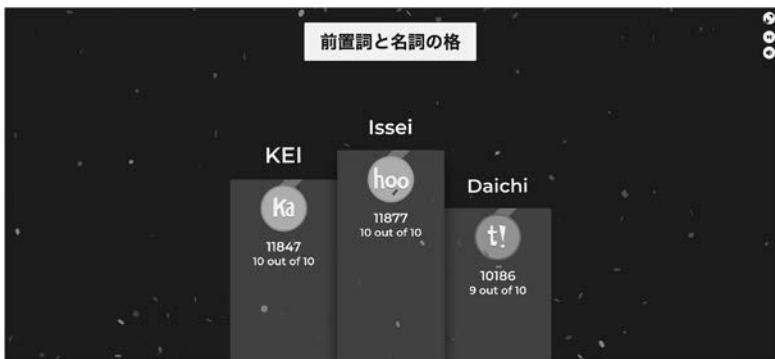 前置詞と名詞の格
Issei
KEI
Daichi
Ka
hoo
t!
11847
10 out of 10
11877
10 out of 10
10186
9 out of 10